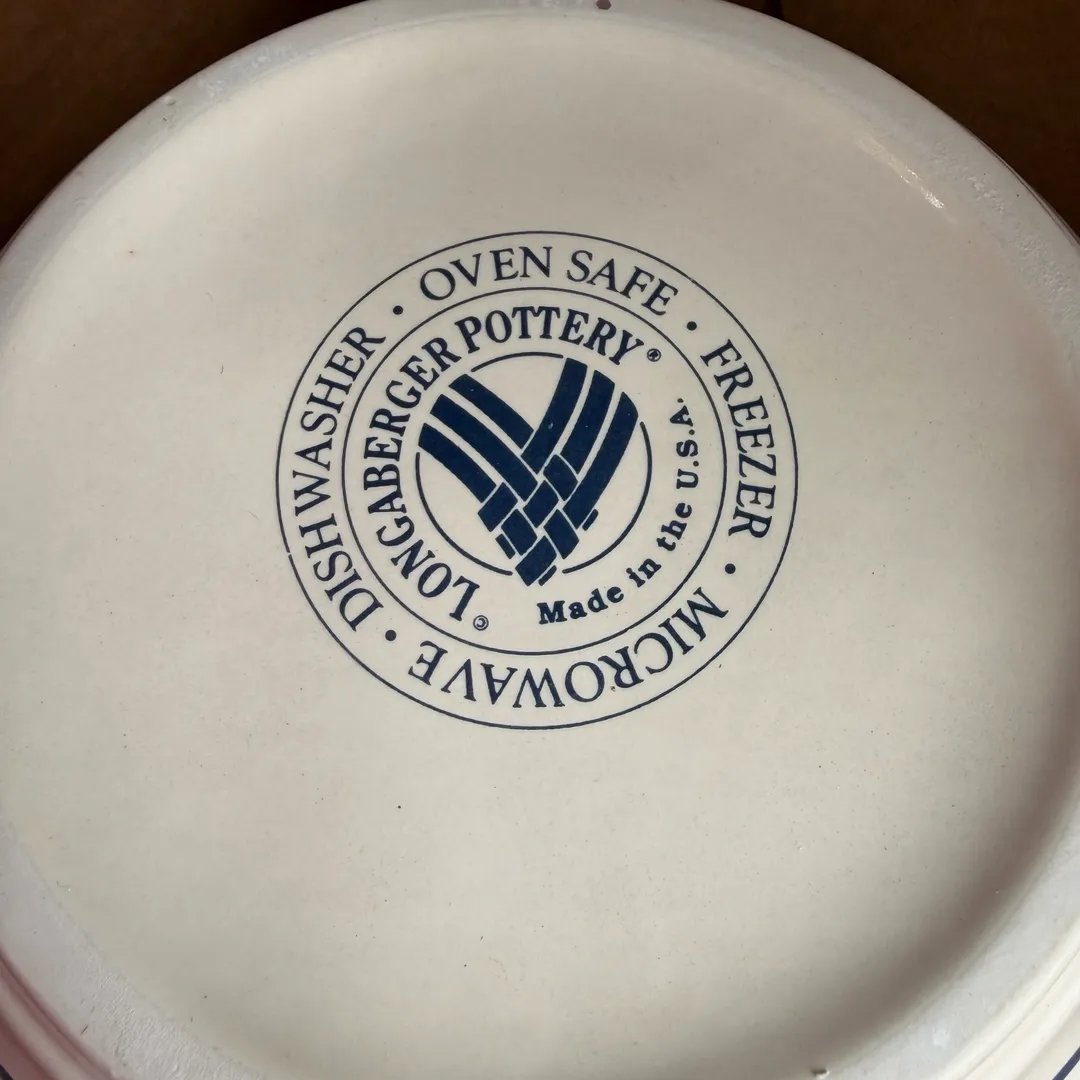 OVEN SAFE • FREEZER • MICROWAVE • DISHWASHER •
© LONGABERGER POTTERY ®
Made in the U.S.A.